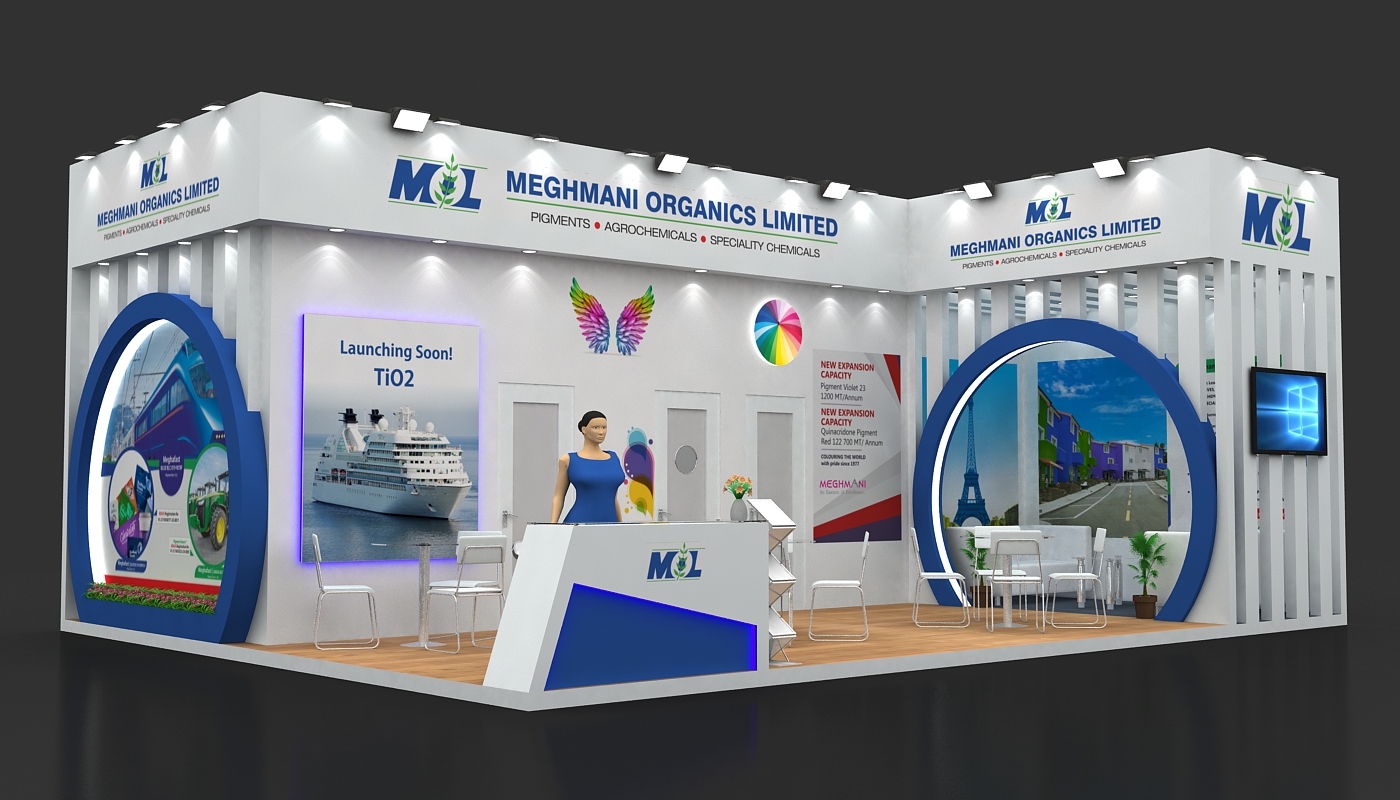 MOL
MEGHMANI ORGANICS LIMITED
PIGMENTS • AGROCHEMICALS • SPECIALITY CHEMICALS
MOL
MEGHMANI ORGANICS LIMITED
PIGMENTS • AGROCHEMICALS • SPECIALITY CHEMICALS
MOL
MEGHMANI ORGANICS LIMITED
PIGMENTS • AGROCHEMICALS • SPECIALITY CHEMICALS
MOL
Launching Soon!
TiO2
NEW EXPANSION
CAPACITY
Pigment Violet 23
1200 MT/Annum
NEW EXPANSION
CAPACITY
Quinacridone Pigment
Red 122 700 MT/ Annum
COLOURING THE WORLD
with pride since 1977
MEGHMANI
Meghafast
MOL